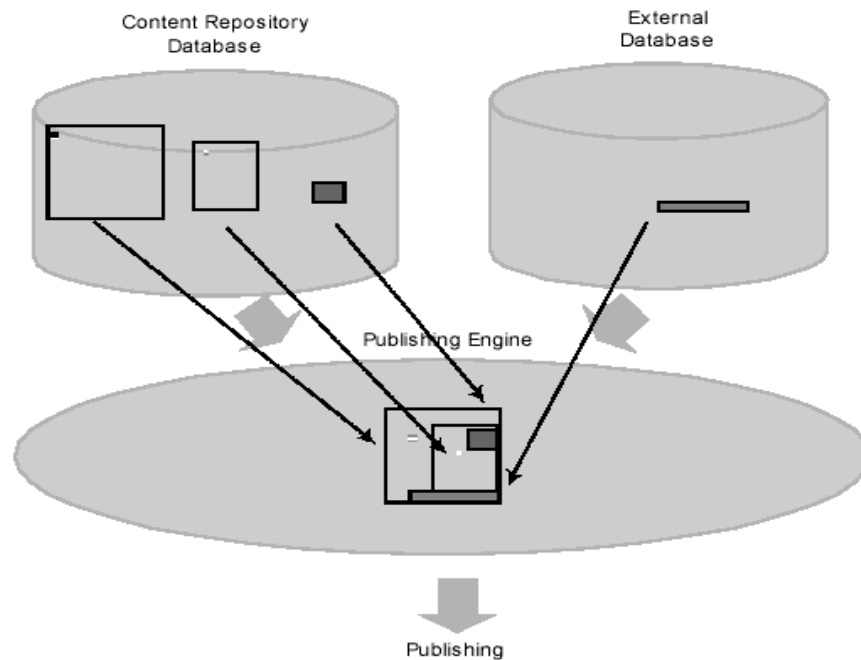 Content Repository
Database
External
Database
Publishing Engine
Publishing